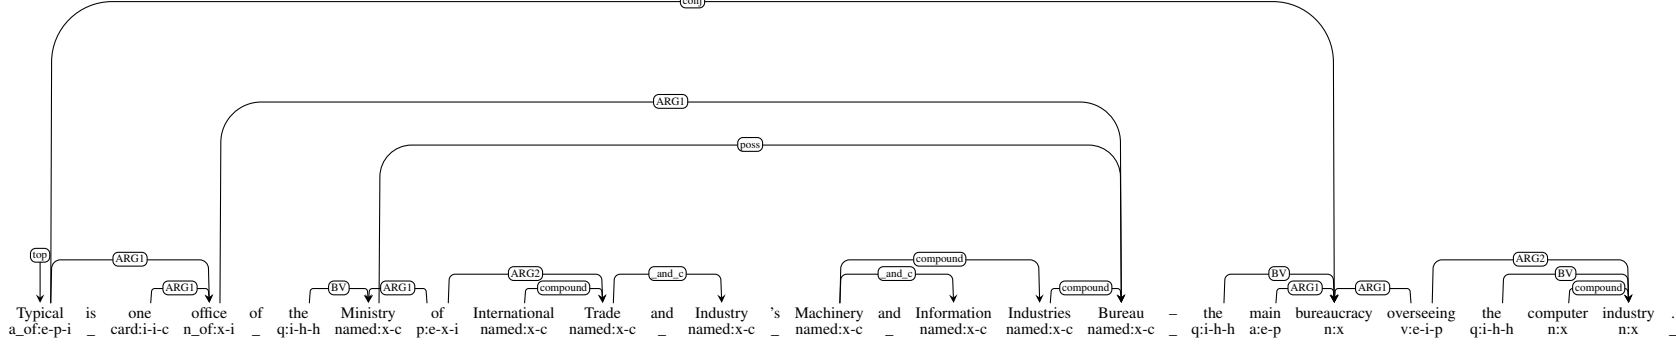 conj
ARG1
poss
top ARG1 ARG2 _and_c compound _and_c BV ARG2 BV
ARG1 BV ARG1 compound compound ARG1 ARG1 compound
Typical is one office of the Ministry of International Trade and Industry 's Machinery and Information Industries Bureau – the main bureaucracy overseeing the computer industry .
a_of:e-p-i _ card:i-i-c n_of:x-i _ q:i-h-h named:x-c p:e-x-i named:x-c named:x-c _ named:x-c _ named:x-c _ named:x-c named:x-c named:x-c _ q:i-h-h a:e-p n:x v:e-i-p q:i-h-h n:x n:x _